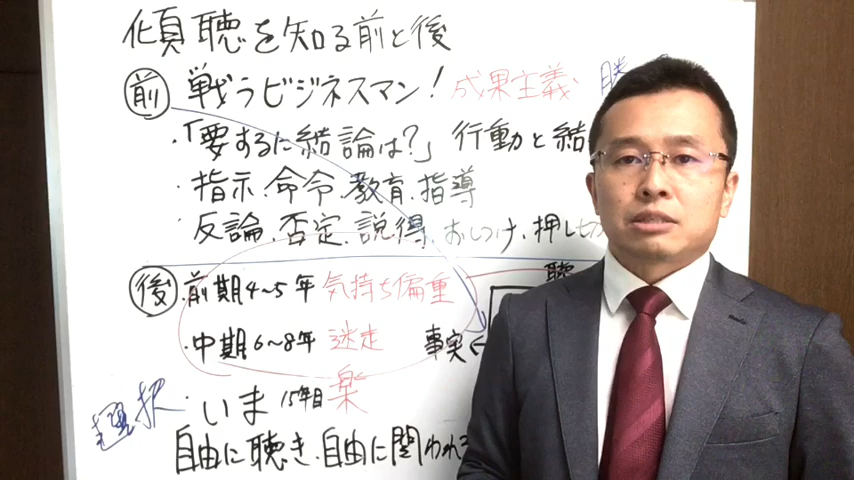 傾聴を知る前と後
前 戦うビジネスマン! 成果主義 勝
・「要するに結論は?」 行動と結
・指示.命令.教育.指導
・反論.否定.説得.おしつけ.押し切
後 ・前期4~5年 気持ち偏重 聴
・中期6~8年 迷走 事実←
選択 ・いま 15年目 楽
自由に聴き.自由に関われる